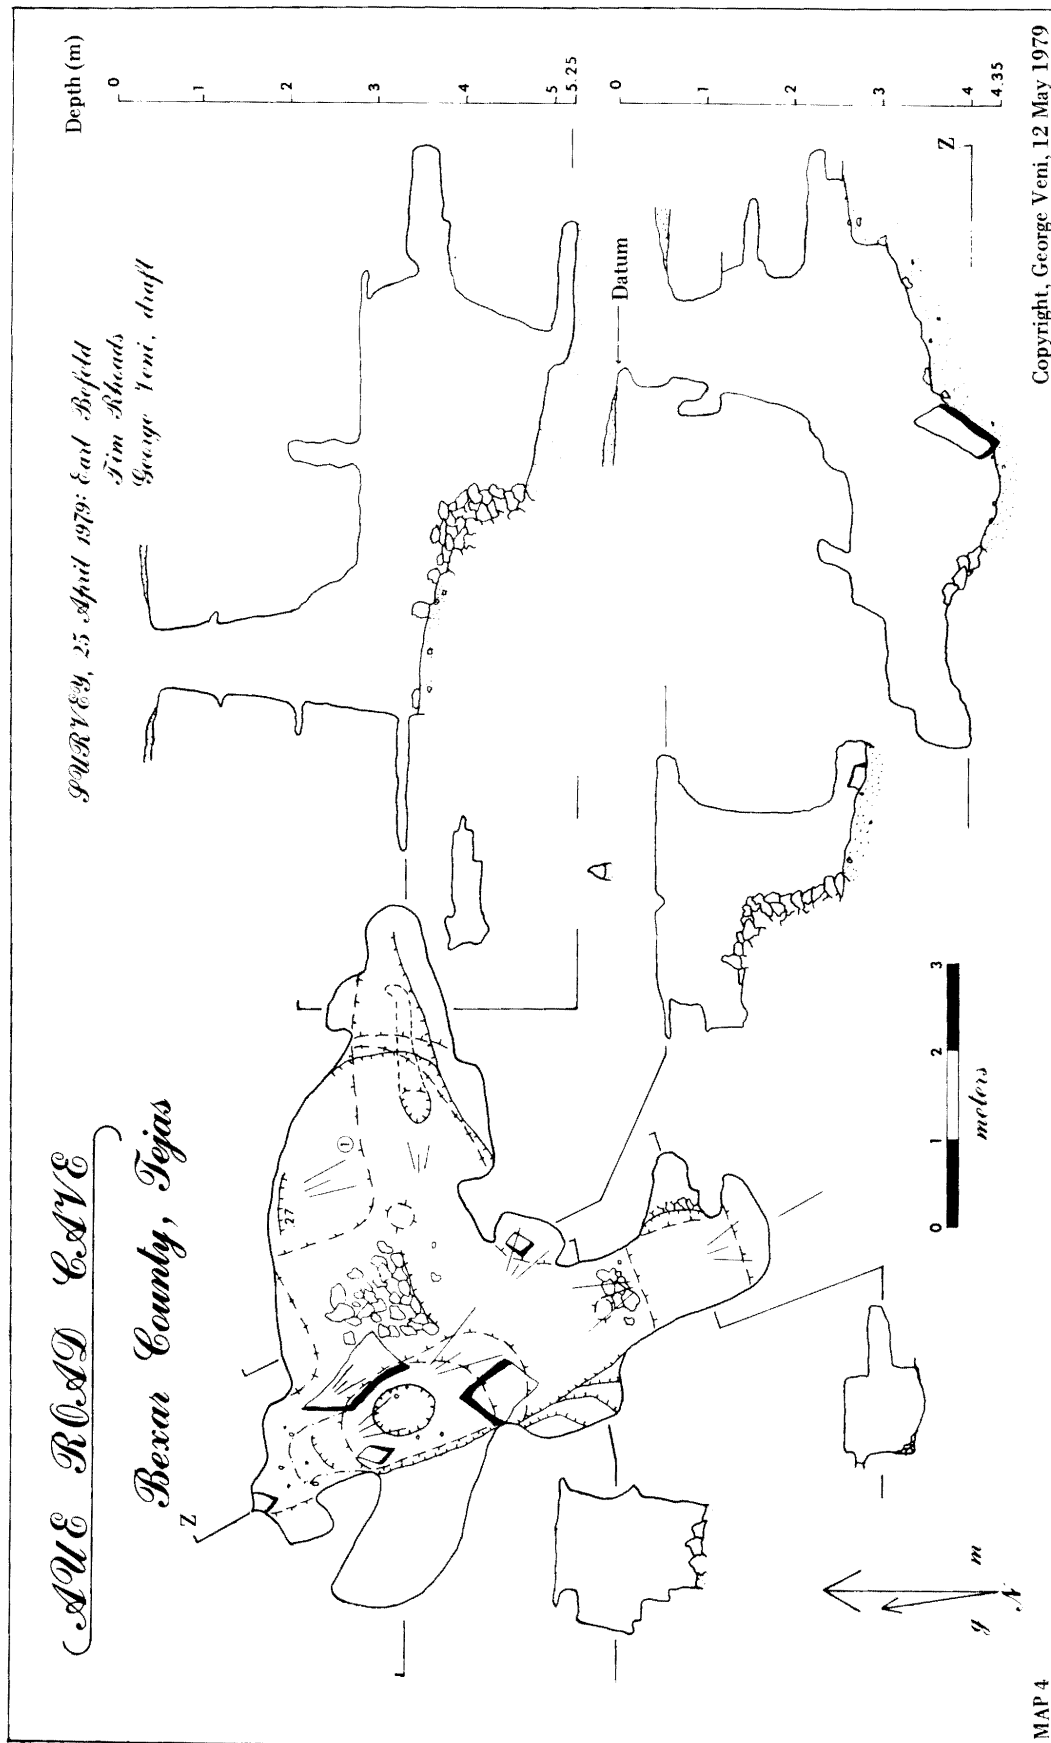 AUE ROAD CAVE
Bexar County, Tejas
SURVEY, 25 April 1979: Earl Bofeld
Tim Rhoads
George Veni, draft
Depth (m)
0
1
2
3
4
5
5.25
Datum
0
1
2
3
4
4.35
Z
Z
A
27
1
0 1 2 3
meters
g m
N
MAP 4
Copyright, George Veni, 12 May 1979